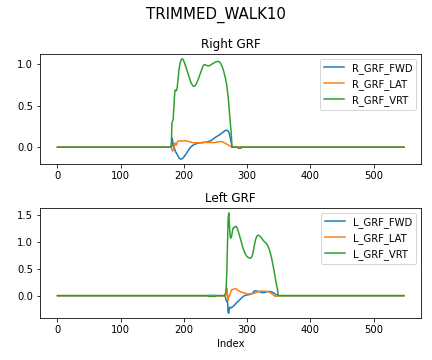 TRIMMED_WALK10
Right GRF
R_GRF_FWD
R_GRF_LAT
R_GRF_VRT
1.0
0.5
0.0
0 100 200 300 400 500
Left GRF
L_GRF_FWD
L_GRF_LAT
L_GRF_VRT
1.5
1.0
0.5
0.0
0 100 200 300 400 500
Index